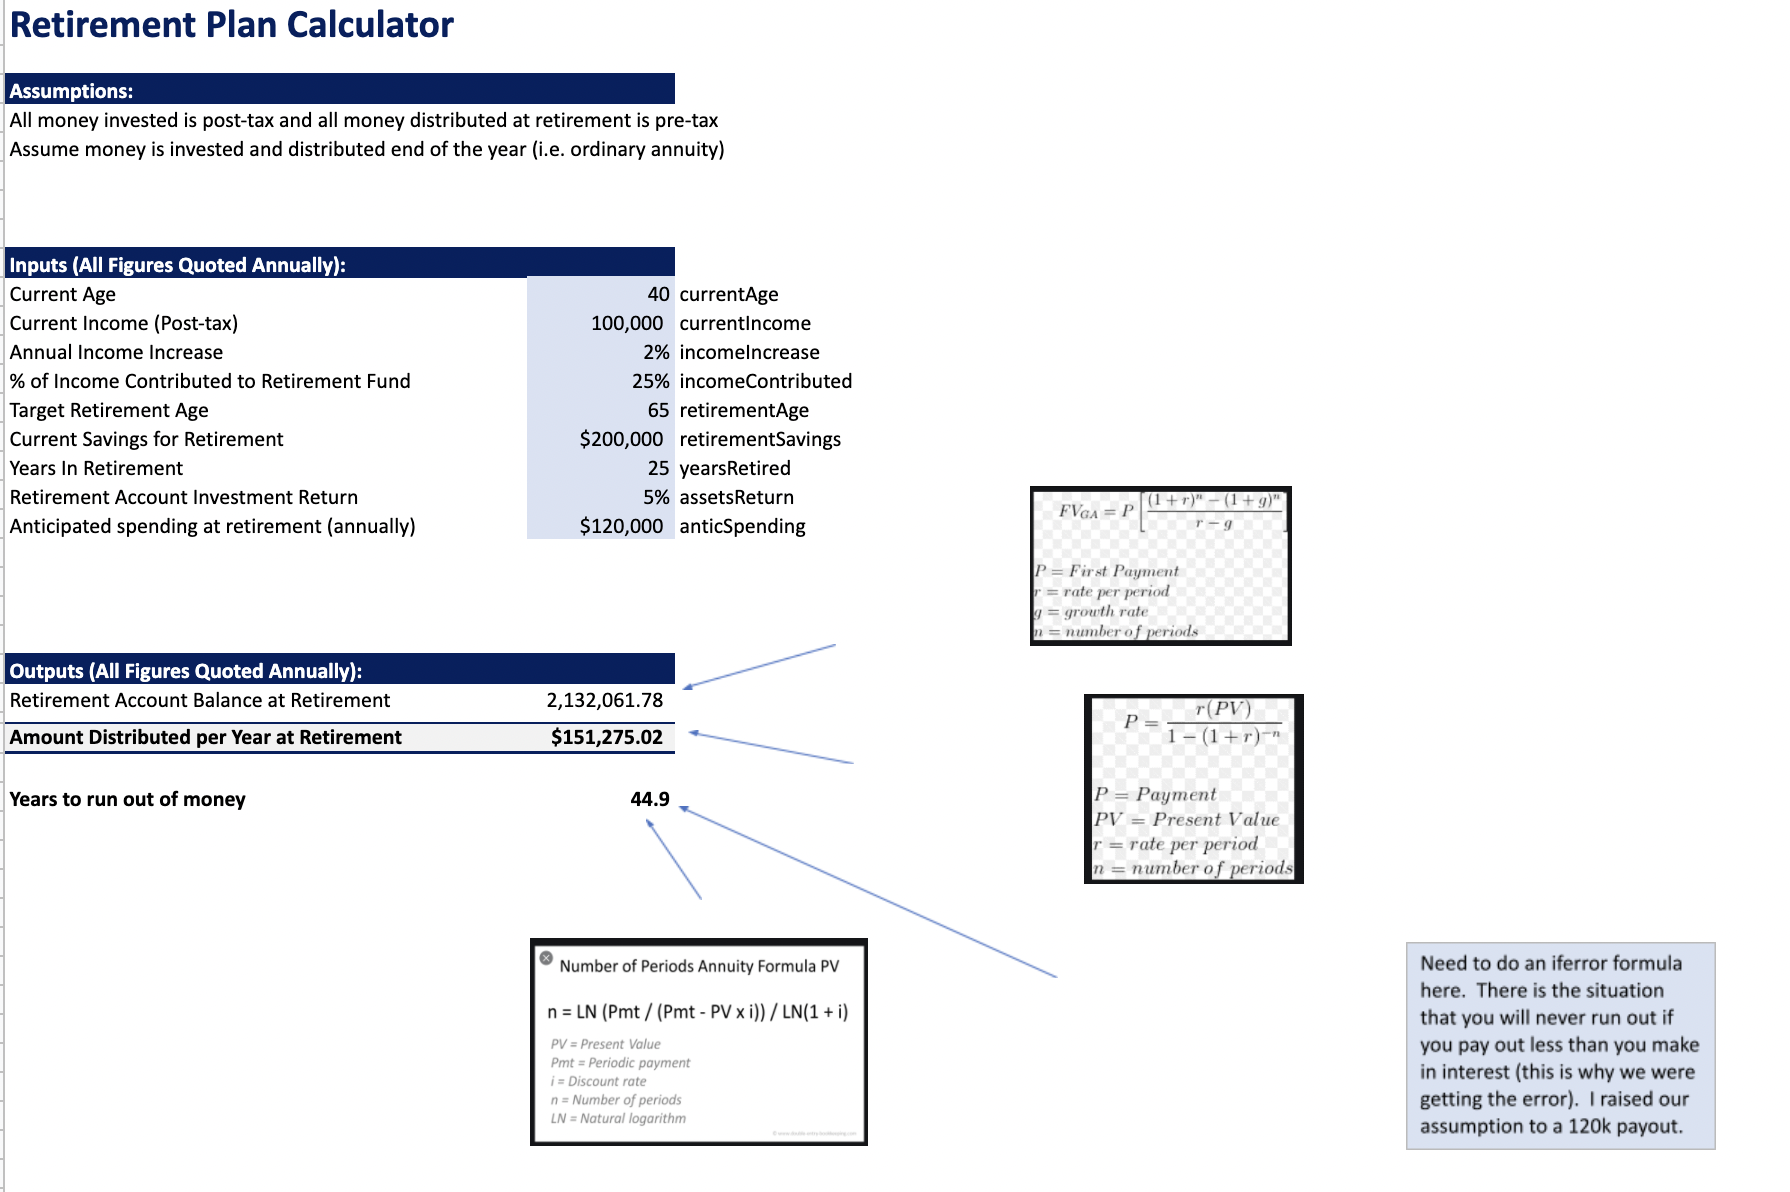 Retirement Plan Calculator
Assumptions:
All money invested is post-tax and all money distributed at retirement is pre-tax
Assume money is invested and distributed end of the year (i.e. ordinary annuity)
Inputs (All Figures Quoted Annually):
Current Age 40 currentAge
Current Income (Post-tax) 100,000 currentIncome
Annual Income Increase 2% incomeIncrease
% of Income Contributed to Retirement Fund 25% incomeContributed
Target Retirement Age 65 retirementAge
Current Savings for Retirement $200,000 retirementSavings
Years In Retirement 25 yearsRetired
Retirement Account Investment Return 5% assetsReturn
Anticipated spending at retirement (annually) $120,000 anticSpending
FV_GA = P [ ((1 + r)^n − (1 + g)^n) / (r − g) ]
P = First Payment
r = rate per period
g = growth rate
n = number of periods
Outputs (All Figures Quoted Annually):
Retirement Account Balance at Retirement 2,132,061.78
Amount Distributed per Year at Retirement $151,275.02
Years to run out of money 44.9
P = r(PV) / (1 − (1 + r)^−n)
P = Payment
PV = Present Value
r = rate per period
n = number of periods
Number of Periods Annuity Formula PV
n = LN (Pmt / (Pmt - PV x i)) / LN(1 + i)
PV = Present Value
Pmt = Periodic payment
i = Discount rate
n = Number of periods
LN = Natural logarithm
Need to do an iferror formula
here. There is the situation
that you will never run out if
you pay out less than you make
in interest (this is why we were
getting the error). I raised our
assumption to a 120k payout.